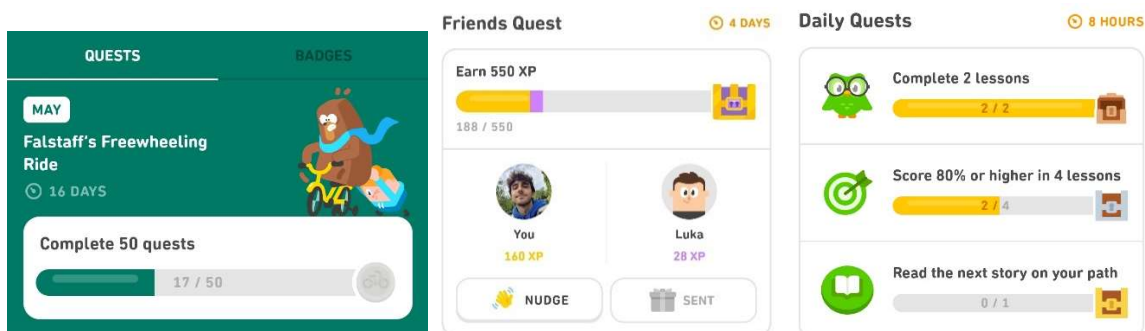 QUESTS
BADGES
MAY
Falstaff's Freewheeling
Ride
16 DAYS
Complete 50 quests
17 / 50
Friends Quest
4 DAYS
Earn 550 XP
188 / 550
You
Luka
160 XP
28 XP
NUDGE
SENT
Daily Quests
8 HOURS
Complete 2 lessons
2 / 2
Score 80% or higher in 4 lessons
2 / 4
Read the next story on your path
0 / 1